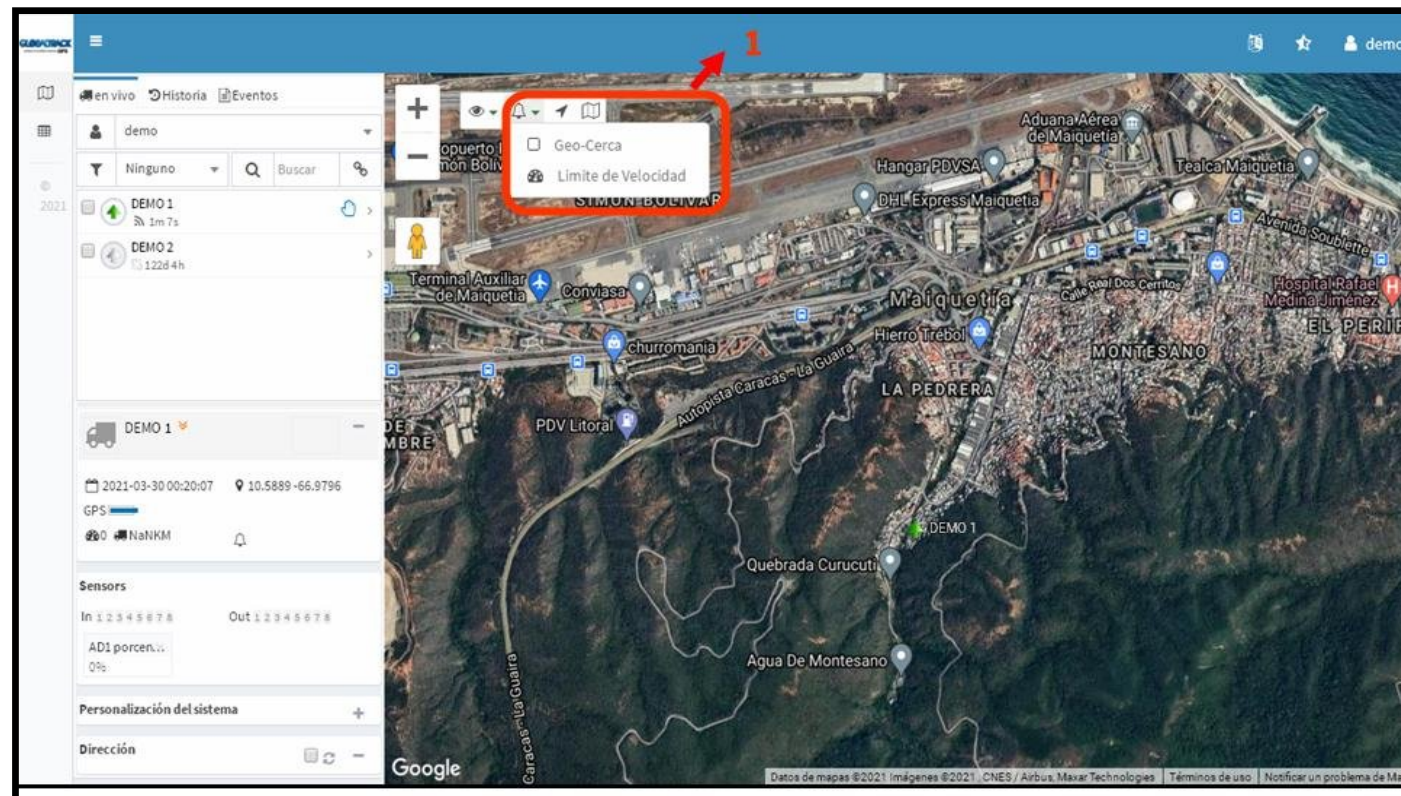 GLOBALTRACK
GPS
demo
1
en vivo Historia Eventos
demo
Ninguno Buscar
© 2021
DEMO 1
1m 7s
DEMO 2
122d 4h
DEMO 1
2021-03-30 00:20:07 10.5889 -66.9796
GPS
0 NaNKM
Sensors
In 1 2 3 4 5 6 7 8 Out 1 2 3 4 5 6 7 8
AD1 porcen...
0%
Personalización del sistema
Dirección
Geo-Cerca
Limite de Velocidad
SIMÓN BOLÍVAR
Aduana Aérea
de Maiquetía
Hangar PDVSA
Tealca Maiquetia
DHL Express Maiquetia
Avenida Soublette
Terminal Auxiliar
de Maiquetia
Conviasa
Maiquetía
Calle Real Dos Cerritos
Hospital Rafael
Medina Jiménez
Hierro Trébol
Churromania
MONTESANO
Autopista Caracas - La Guaira
LA PEDRERA
PDV Litoral
DEMO 1
Quebrada Curucutí
Agua De Montesano
Caracas - La Guaira
Google
Datos de mapas ©2021 Imágenes ©2021 , CNES / Airbus, Maxar Technologies Términos de uso Notificar un problema de Ma